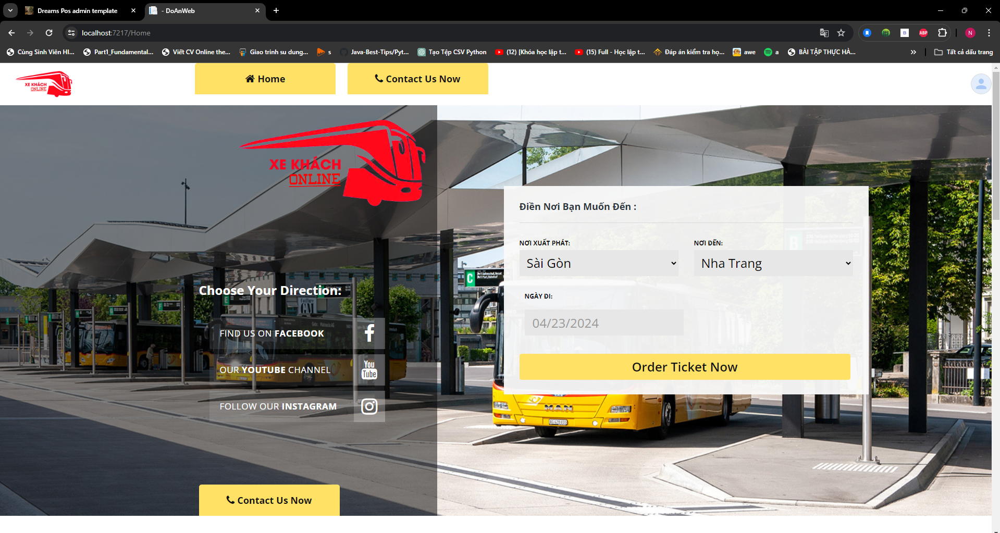 Dreams Pos admin template
- DoAnWeb
localhost:7217/Home
B
ABP
N
Cùng Sinh Viên HI...
Part1_Fundamental...
Viết CV Online the...
Giao trinh su dung...
s
Java-Best-Tips/Pyt...
Tạo Tệp CSV Python
(12) [Khóa học lập t...
(15) Full - Học lập t...
Đáp án kiểm tra họ...
awe
a
BÀI TẬP THỰC HÀ...
Tất cả dấu trang
XE KHÁCH
ONLINE
Home
Contact Us Now
XE KHÁCH
ONLINE
Điền Nơi Bạn Muốn Đến :
NƠI XUẤT PHÁT:
NƠI ĐẾN:
Sài Gòn
Nha Trang
NGÀY ĐI:
04/23/2024
Order Ticket Now
Choose Your Direction:
FIND US ON FACEBOOK
OUR YOUTUBE CHANNEL
You
Tube
FOLLOW OUR INSTAGRAM
Contact Us Now
C
E
B
MAN